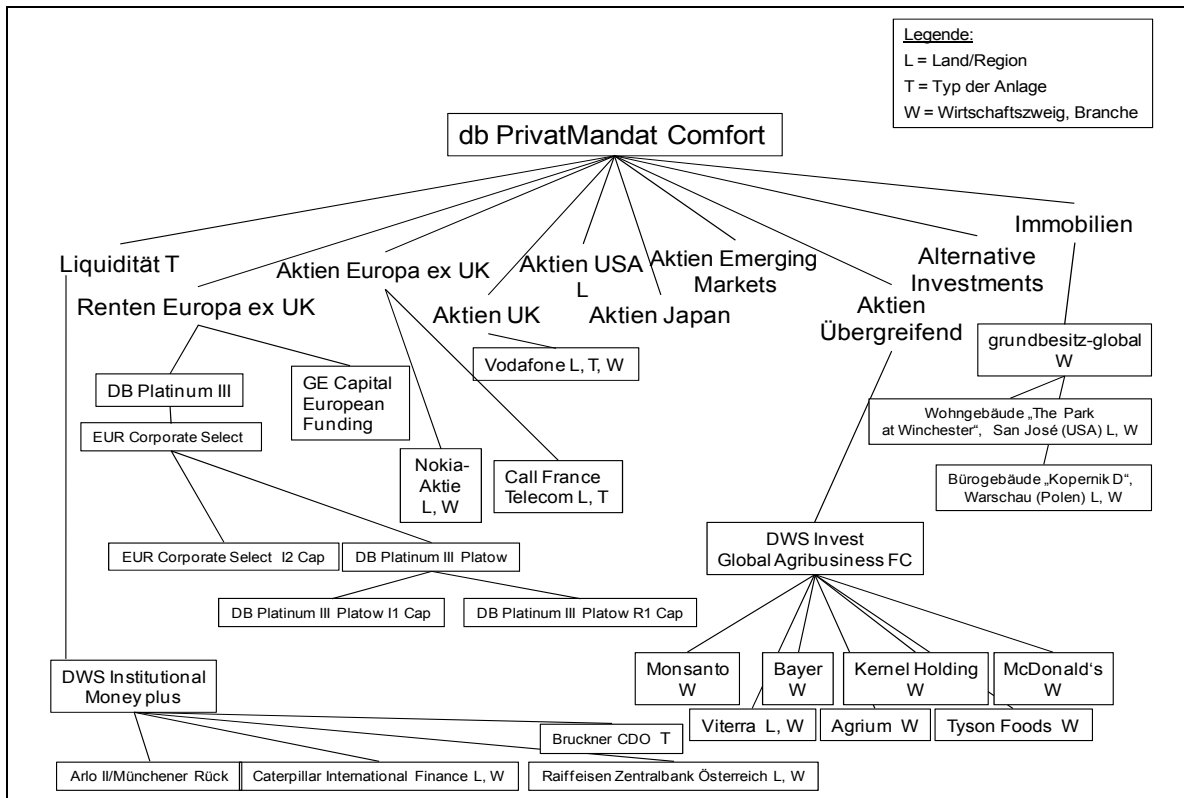 Legende:
L = Land/Region
T = Typ der Anlage
W = Wirtschaftszweig, Branche
db PrivatMandat Comfort
Liquidität T
Renten Europa ex UK
Aktien Europa ex UK
Aktien UK
Aktien USA
L
Aktien Japan
Aktien Emerging
Markets
Aktien
Übergreifend
Alternative
Investments
Immobilien
DB Platinum III
EUR Corporate Select
GE Capital
European
Funding
Nokia-
Aktie
L, W
Call France
Telecom L, T
Vodafone L, T, W
grundbesitz-global
W
Wohngebäude „The Park
at Winchester“, San José (USA) L, W
Bürogebäude „Kopernik D“,
Warschau (Polen) L, W
EUR Corporate Select I2 Cap
DB Platinum III Platow
DB Platinum III Platow I1 Cap
DB Platinum III Platow R1 Cap
DWS Invest
Global Agribusiness FC
Monsanto
W
Bayer
W
Kernel Holding
W
McDonald‘s
W
Viterra L, W
Agrium W
Tyson Foods W
DWS Institutional
Money plus
Bruckner CDO T
Arlo II/Münchener Rück
Caterpillar International Finance L, W
Raiffeisen Zentralbank Österreich L, W